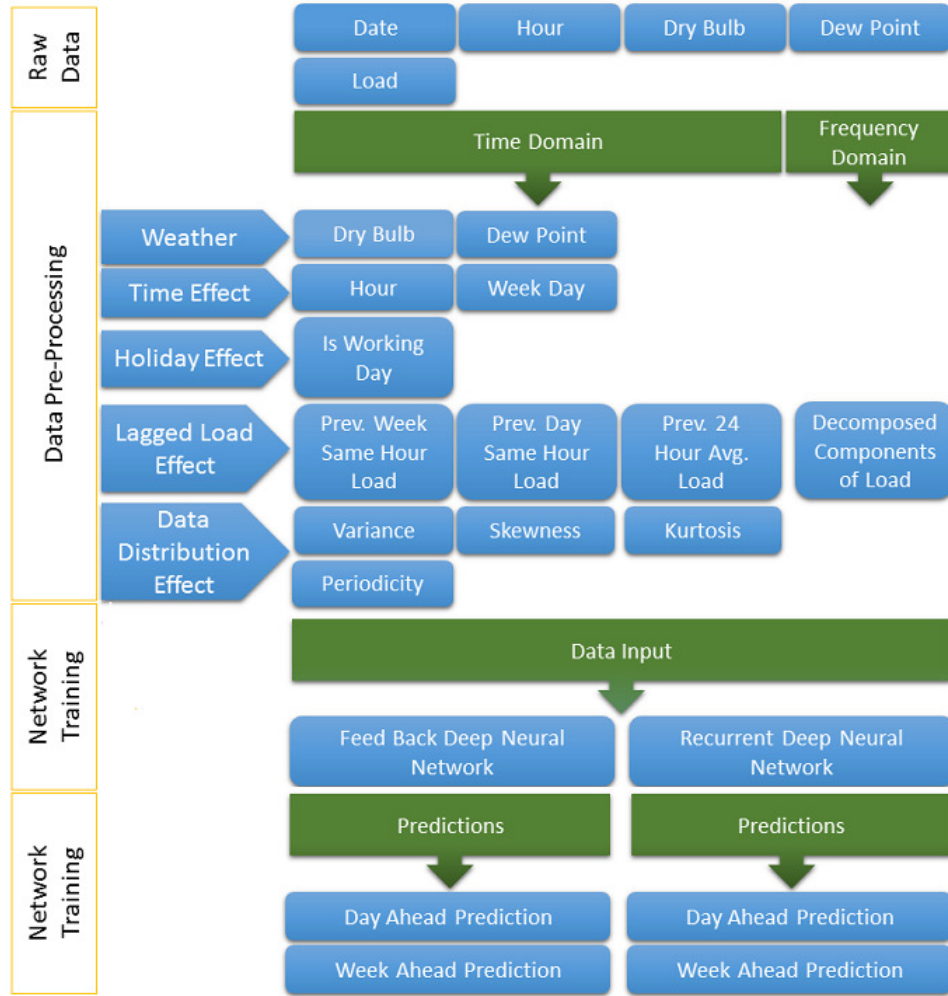 Raw
Data
Date
Hour
Dry Bulb
Dew Point
Load
Data Pre-Processing
Time Domain
Frequency
Domain
Weather
Dry Bulb
Dew Point
Time Effect
Hour
Week Day
Holiday Effect
Is Working
Day
Lagged Load
Effect
Prev. Week
Same Hour
Load
Prev. Day
Same Hour
Load
Prev. 24
Hour Avg.
Load
Decomposed
Components
of Load
Data
Distribution
Effect
Variance
Skewness
Kurtosis
Periodicity
Network
Training
Data Input
Feed Back Deep Neural
Network
Recurrent Deep Neural
Network
Network
Training
Predictions
Predictions
Day Ahead Prediction
Day Ahead Prediction
Week Ahead Prediction
Week Ahead Prediction